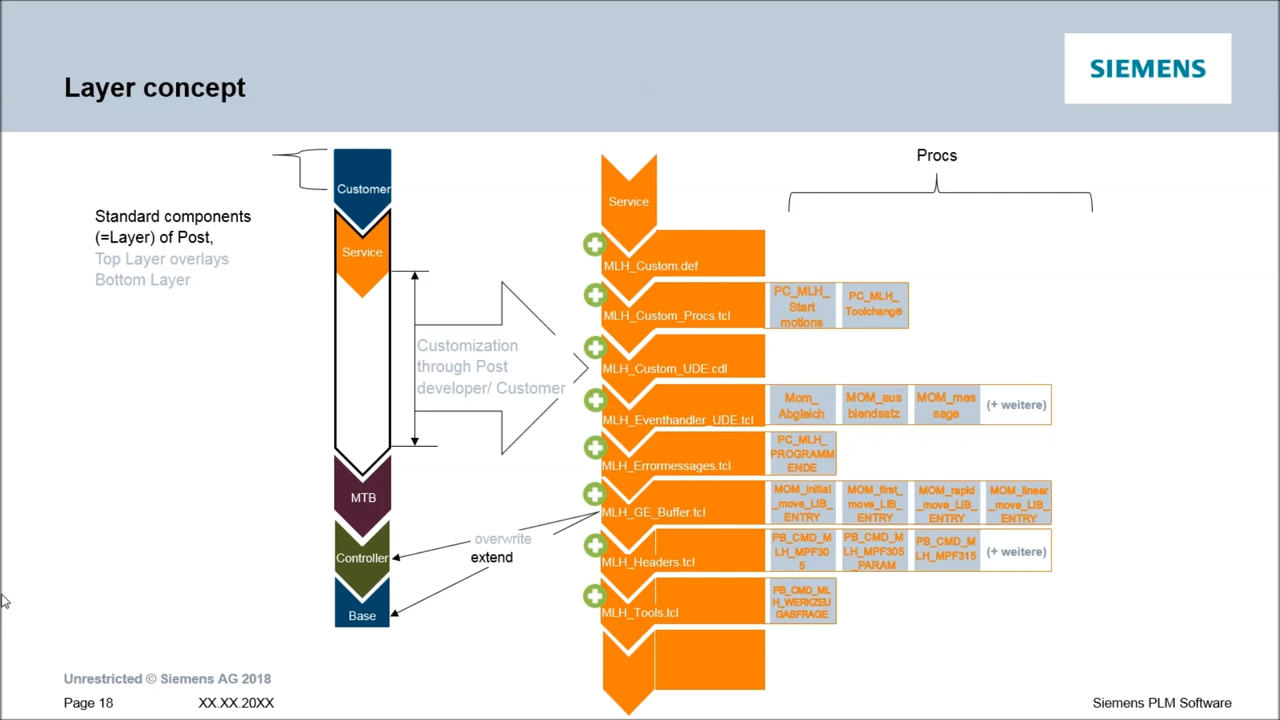 Layer concept
SIEMENS
Standard components
(=Layer) of Post,
Top Layer overlays
Bottom Layer
Customer
Service
MTB
Controller
Base
Customization
through Post
developer/ Customer
overwrite
extend
Procs
Service
MLH_Custom.def
MLH_Custom_Procs.tcl
PC_MLH_
Start
motions
PC_MLH_
Toolchange
MLH_Custom_UDE.cdl
MLH_Eventhandler_UDE.tcl
Mom_
Abgleich
MOM_aus
blendsatz
MOM_mes
sage
(+ weitere)
MLH_Errormessages.tcl
PC_MLH_
PROGRAMM
ENDE
MLH_GE_Buffer.tcl
MOM_initial
_move_LIB_
ENTRY
MOM_first_
move_LIB_
ENTRY
MOM_rapid
_move_LIB_
ENTRY
MOM_linear
_move_LIB_
ENTRY
MLH_Headers.tcl
PB_CMD_M
LH_MPF30
5
PB_CMD_M
LH_MPF305
_PARAM
PB_CMD_M
LH_MPF315
(+ weitere)
MLH_Tools.tcl
PB_CMD_ML
H_WERKZEU
GABFRAGE
Unrestricted © Siemens AG 2018
Page 18
XX.XX.20XX
Siemens PLM Software